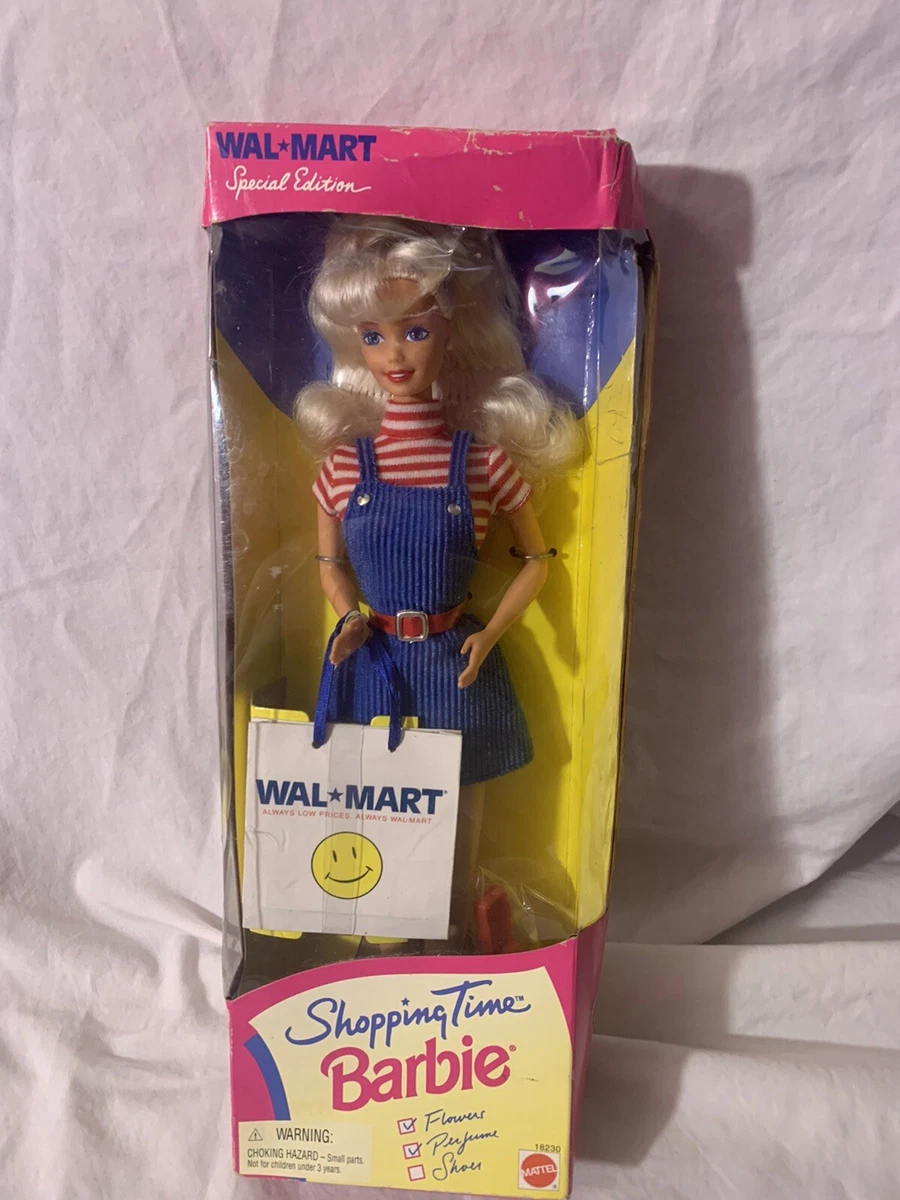 WAL★MART
Special Edition
WAL★MART®
ALWAYS LOW PRICES. ALWAYS WAL-MART.
Shopping Time™
Barbie®
Flowers
Perfume
Shoes
⚠ WARNING:
CHOKING HAZARD – Small parts.
Not for children under 3 years.
18230
MATTEL